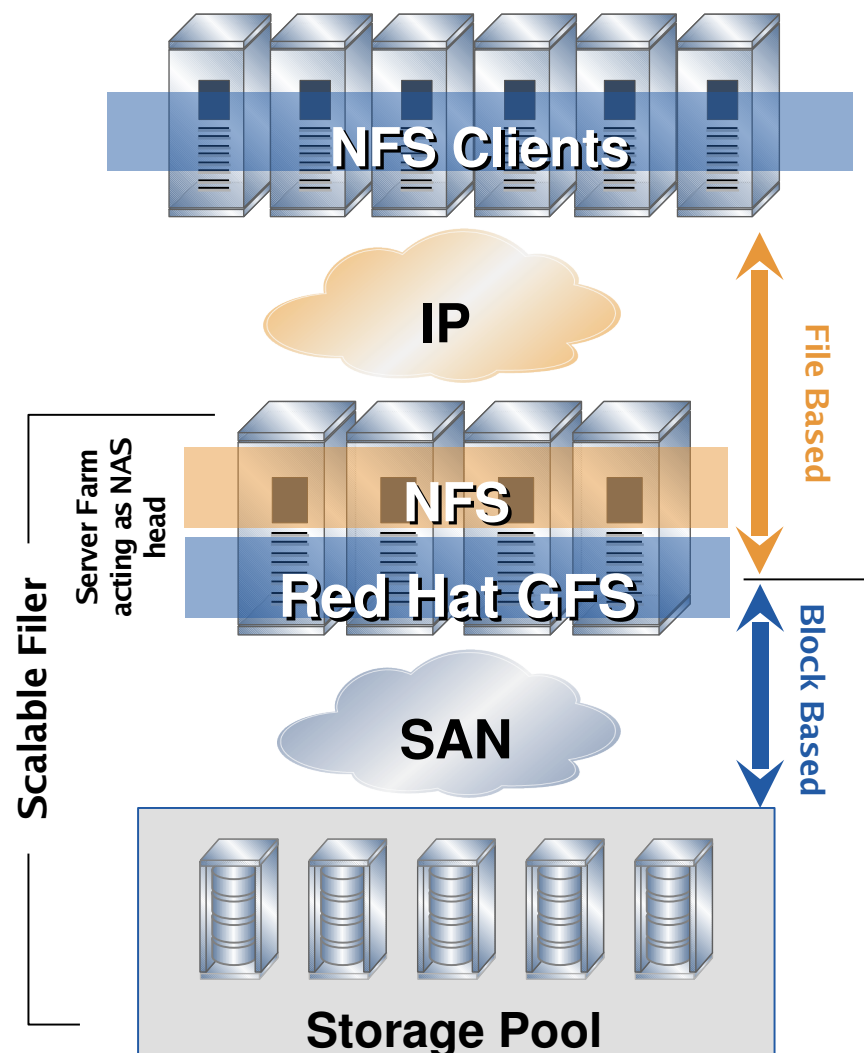 NFS Clients
IP
File Based
Server Farm
acting as NAS
head
NFS
Red Hat GFS
Scalable Filer
Block Based
SAN
Storage Pool